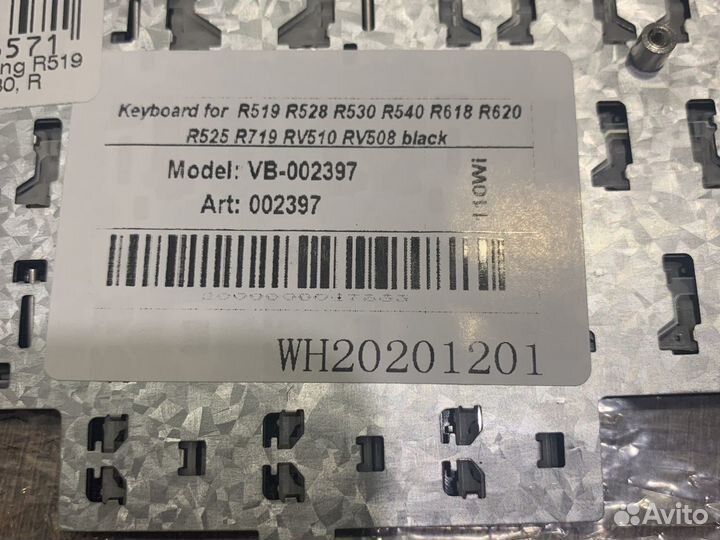 571
ng R519
30, R
Keyboard for R519 R528 R530 R540 R618 R620
R525 R719 RV510 RV508 black
Model: VB-002397
Art: 002397
WH20201201
Avito